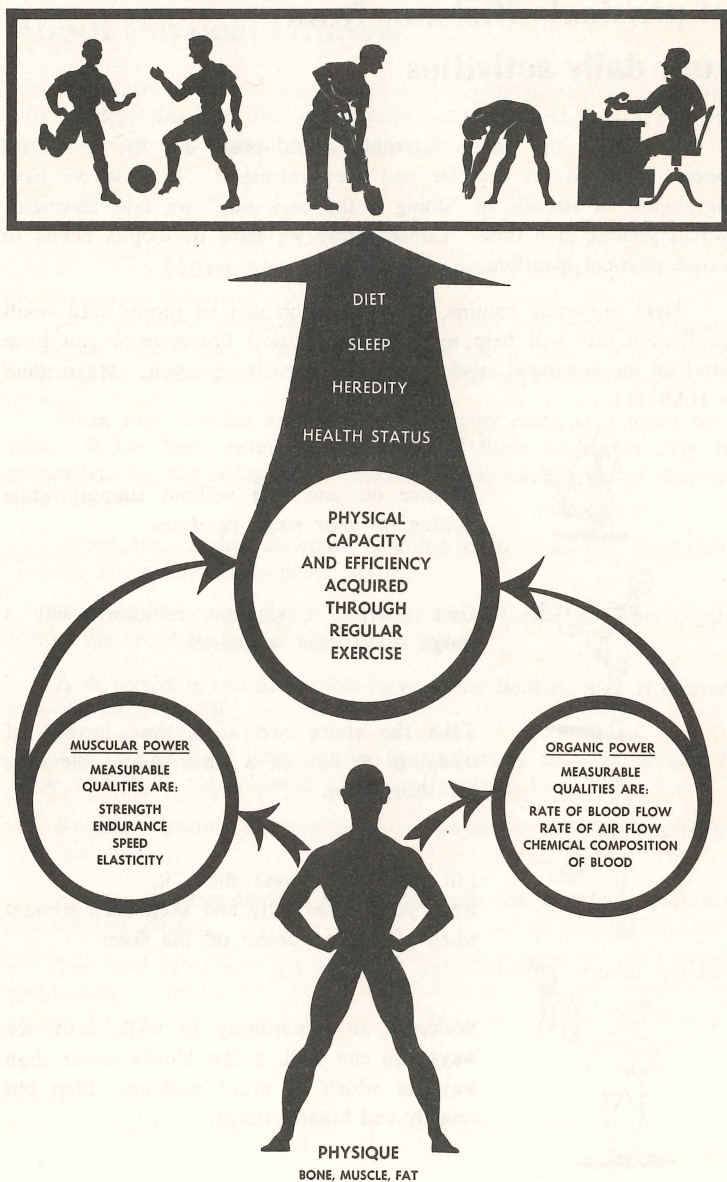 DIET
SLEEP
HEREDITY
HEALTH STATUS
PHYSICAL
CAPACITY
AND EFFICIENCY
ACQUIRED
THROUGH
REGULAR
EXERCISE
MUSCULAR POWER
MEASURABLE
QUALITIES ARE:
STRENGTH
ENDURANCE
SPEED
ELASTICITY
ORGANIC POWER
MEASURABLE
QUALITIES ARE:
RATE OF BLOOD FLOW
RATE OF AIR FLOW
CHEMICAL COMPOSITION
OF BLOOD
PHYSIQUE
BONE, MUSCLE, FAT